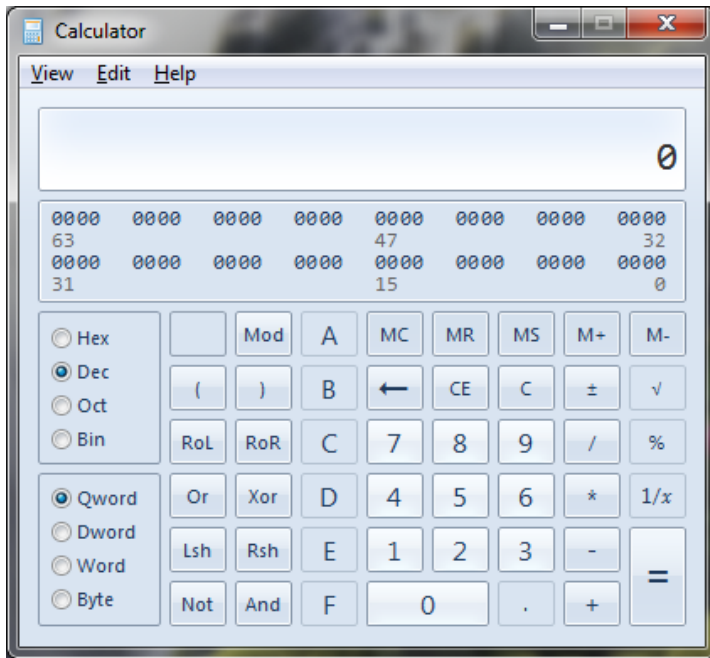 Calculator
View Edit Help
0
0000 0000 0000 0000 0000 0000 0000 0000
63 47 32
0000 0000 0000 0000 0000 0000 0000 0000
31 15 0
Hex Mod A MC MR MS M+ M-
Dec ( ) B ← CE C ± √
Oct
Bin RoL RoR C 7 8 9 / %
Qword Or Xor D 4 5 6 * 1/x
Dword Lsh Rsh E 1 2 3 - =
Word
Byte Not And F 0 . +